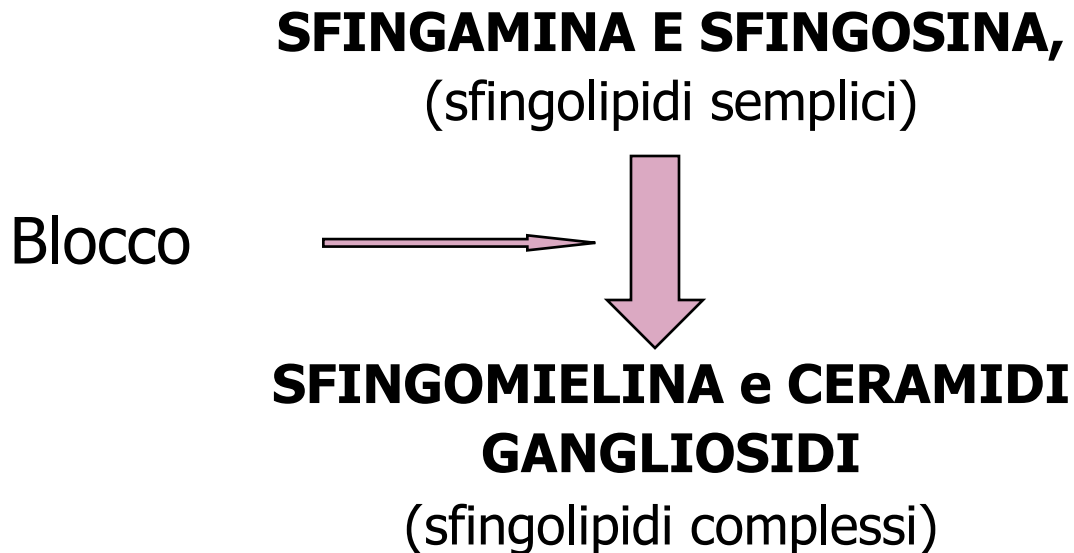 SFINGAMINA E SFINGOSINA,
(sfingolipidi semplici)
Blocco
SFINGOMIELINA e CERAMIDI
GANGLIOSIDI
(sfingolipidi complessi)